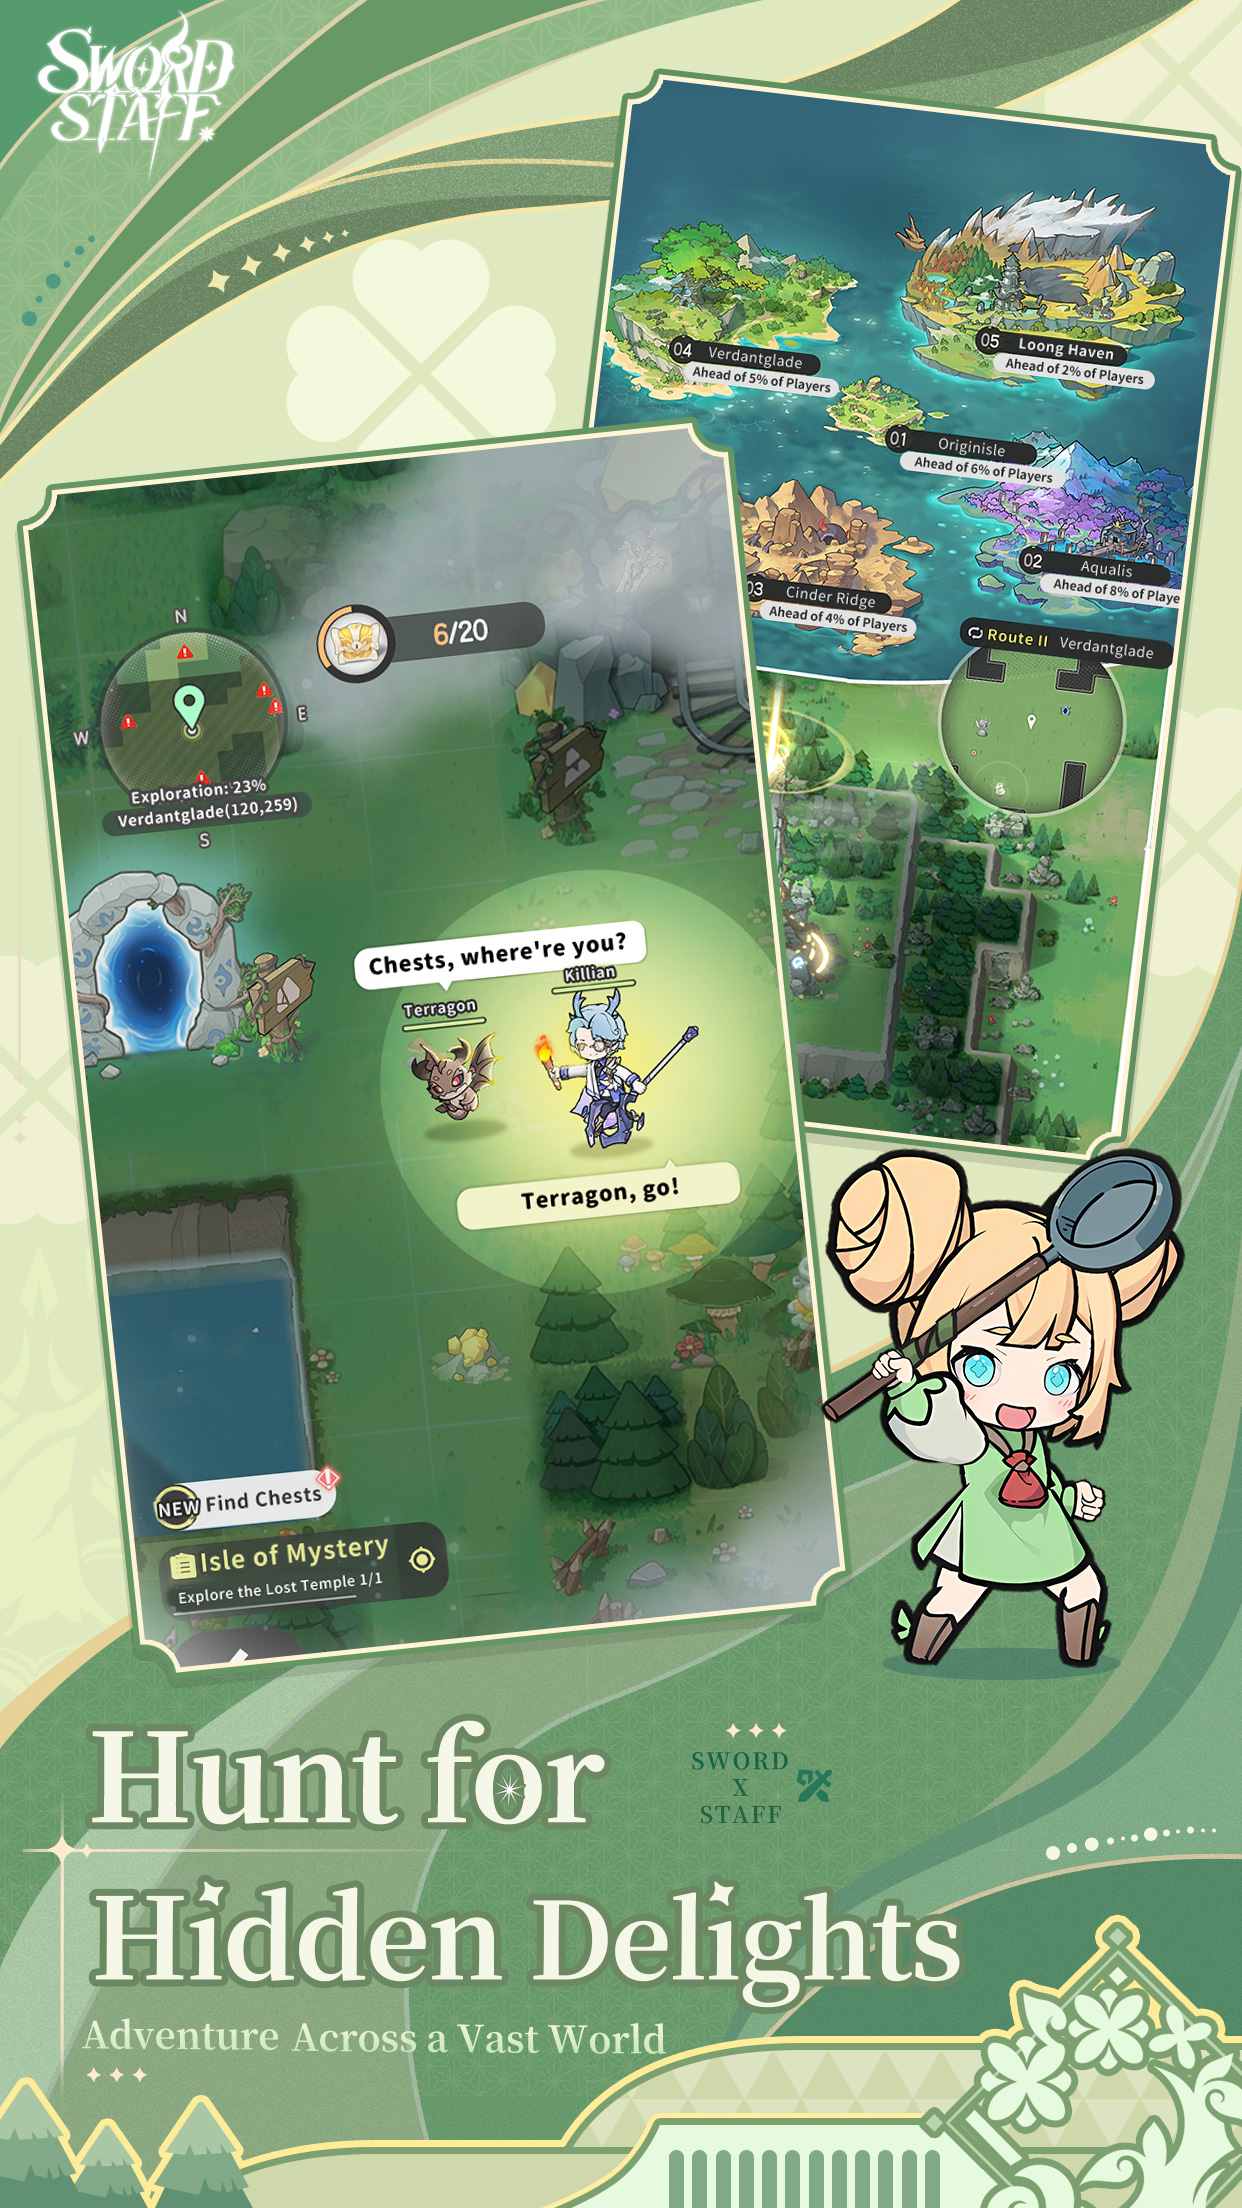 SWORD
STAFF
04 Verdantglade
Ahead of 5% of Players
05 Loong Haven
Ahead of 2% of Players
01 Originisle
Ahead of 6% of Players
02 Aqualis
Ahead of 8% of Playe
03 Cinder Ridge
Ahead of 4% of Players
Route II Verdantglade
6/20
N
W
E
Exploration: 23%
Verdantglade(120,259)
S
Chests, where're you?
Killian
Terragon
Terragon, go!
NEW Find Chests
Isle of Mystery
Explore the Lost Temple 1/1
Hunt for
SWORD
X
STAFF
Hidden Delights
Adventure Across a Vast World